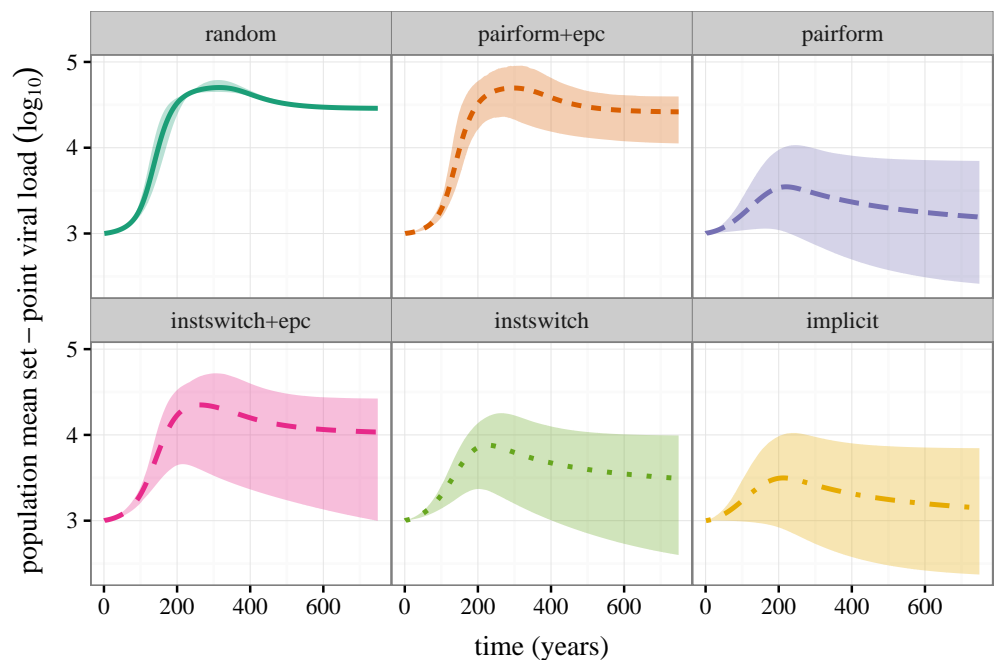 random
pairform+epc
pairform
5
4
3
instswitch+epc
instswitch
implicit
5
4
3
0 200 400 600
0 200 400 600
0 200 400 600
time (years)
population mean set − point viral load (log10)